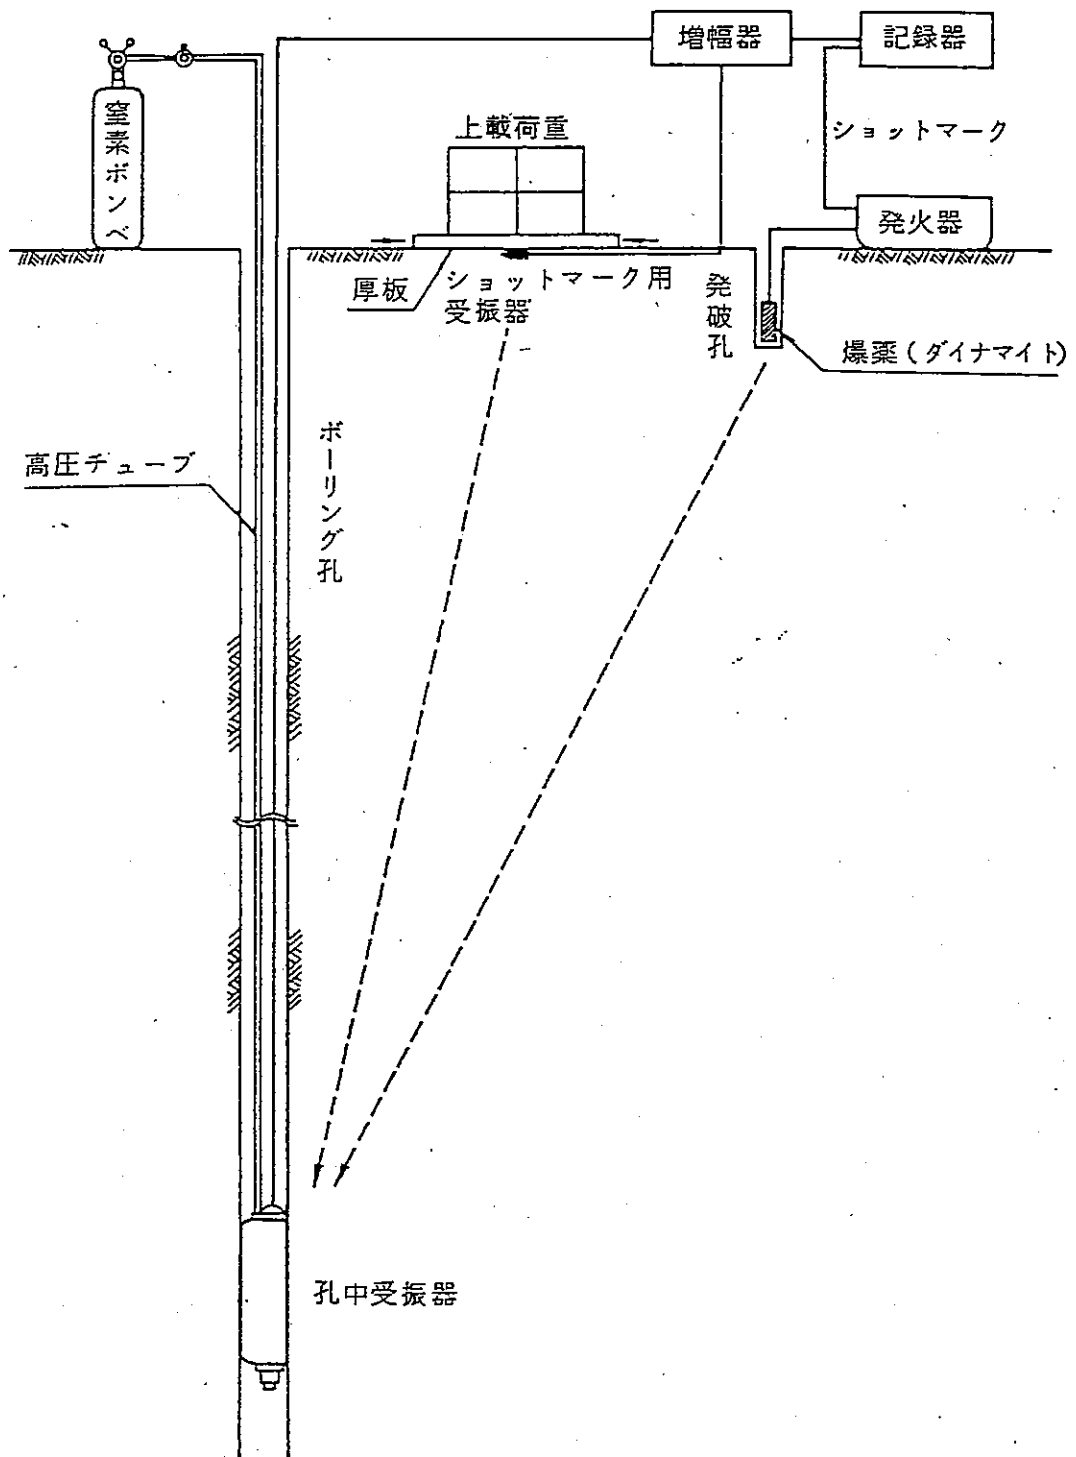 増幅器
記録器
窒素ボンベ
上載荷重
ショットマーク
発火器
厚板
ショットマーク用
受振器
発破孔
爆薬(ダイナマイト)
高圧チューブ
ボーリング孔
孔中受振器